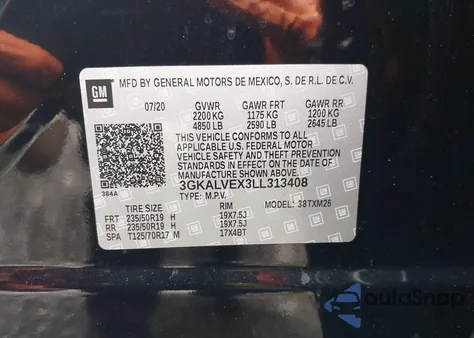 GM
MFD BY GENERAL MOTORS DE MEXICO, S. DE R.L. DE C.V.
07/20 GVWR GAWR FRT GAWR RR
2200 KG 1175 KG 1200 KG
4850 LB 2590 LB 2645 LB
THIS VEHICLE CONFORMS TO ALL
APPLICABLE U.S. FEDERAL MOTOR
VEHICLE SAFETY AND THEFT PREVENTION
STANDARDS IN EFFECT ON THE DATE OF
MANUFACTURE SHOWN ABOVE.
384A 3GKALVEX3LL313408
TYPE: M.P.V.
TIRE SIZE RIM MODEL: 38TXM26
FRT 235/50R19 H 19X7.5J
RR 235/50R19 H 19X7.5J
SPA T125/70R17 M 17X4BT
autoSnap